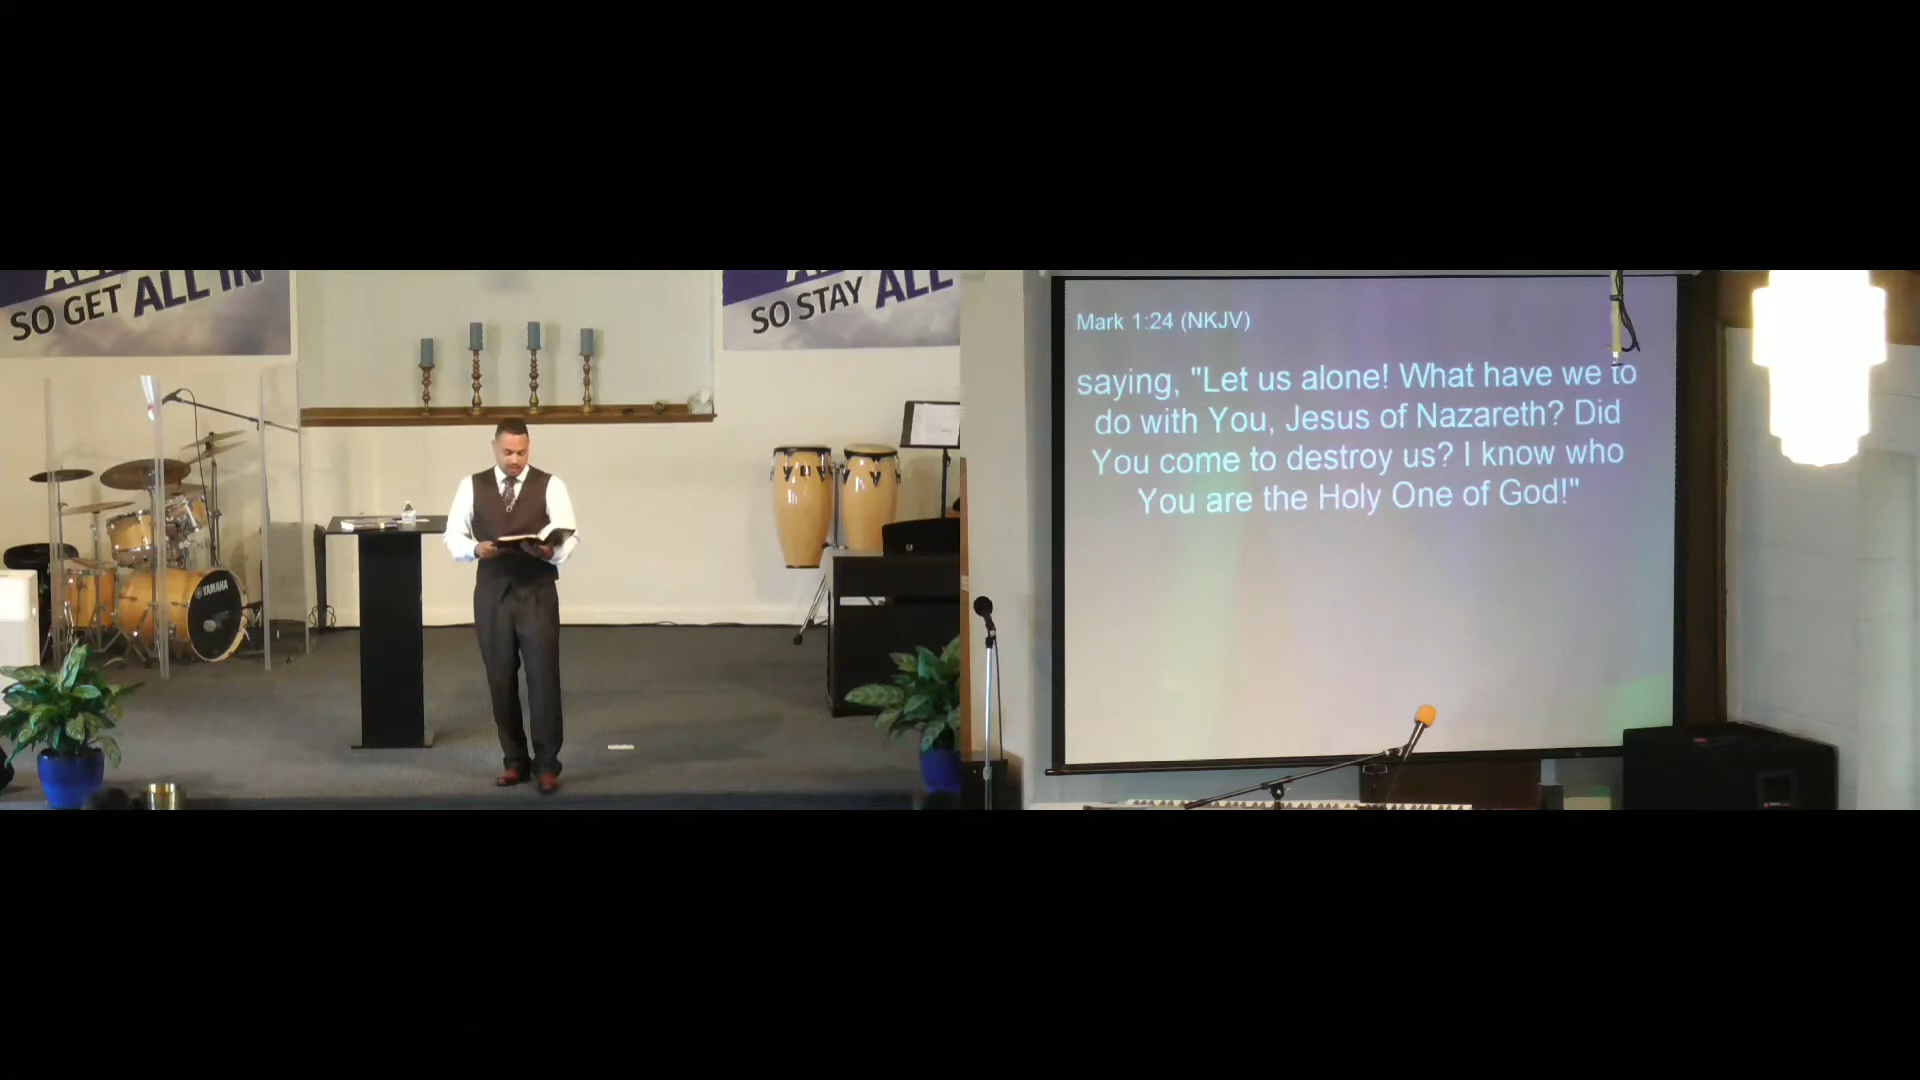 SO GET ALL IN
SO STAY ALL
YAMAHA
Mark 1:24 (NKJV)
saying, "Let us alone! What have we to
do with You, Jesus of Nazareth? Did
You come to destroy us? I know who
You are the Holy One of God!"